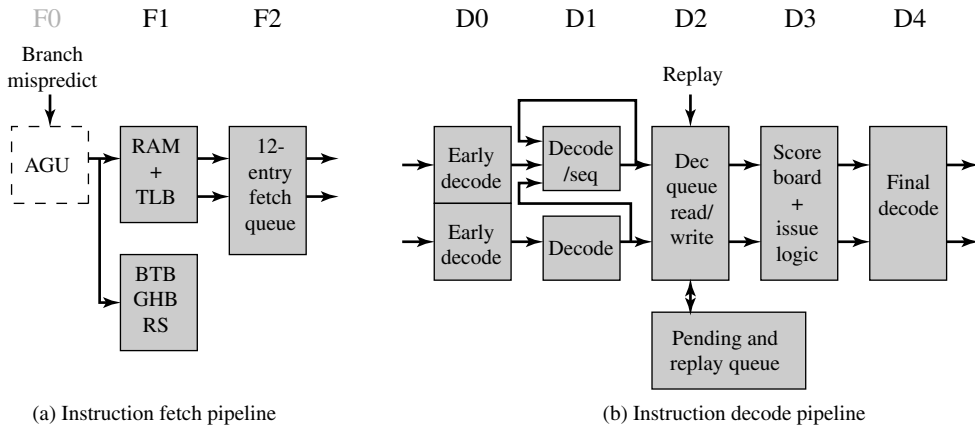 F0 F1 F2 D0 D1 D2 D3 D4
Branch
mispredict
AGU
RAM
+
TLB
12-
entry
fetch
queue
BTB
GHB
RS
(a) Instruction fetch pipeline
Early
decode
Early
decode
Decode
/seq
Decode
Replay
Dec
queue
read/
write
Score
board
+
issue
logic
Final
decode
Pending and
replay queue
(b) Instruction decode pipeline